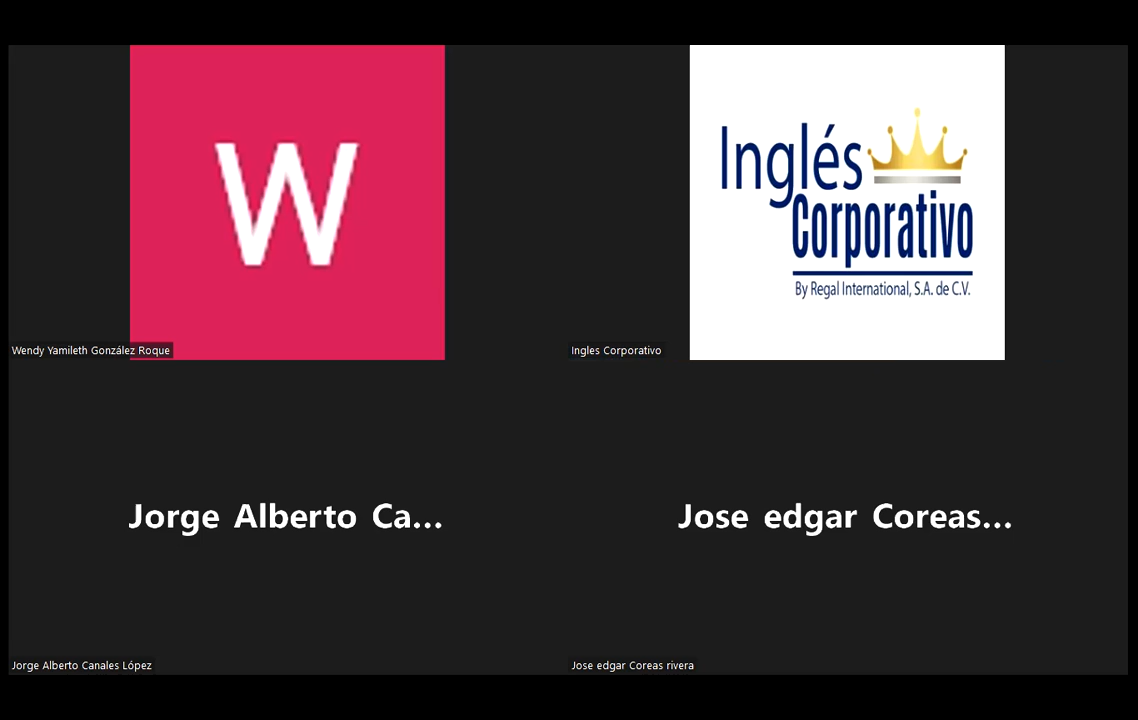 W
Inglés
Corporativo
By Regal International, S.A. de C.V.
Wendy Yamileth González Roque
Ingles Corporativo
Jorge Alberto Ca...
Jose edgar Coreas...
Jorge Alberto Canales López
Jose edgar Coreas rivera